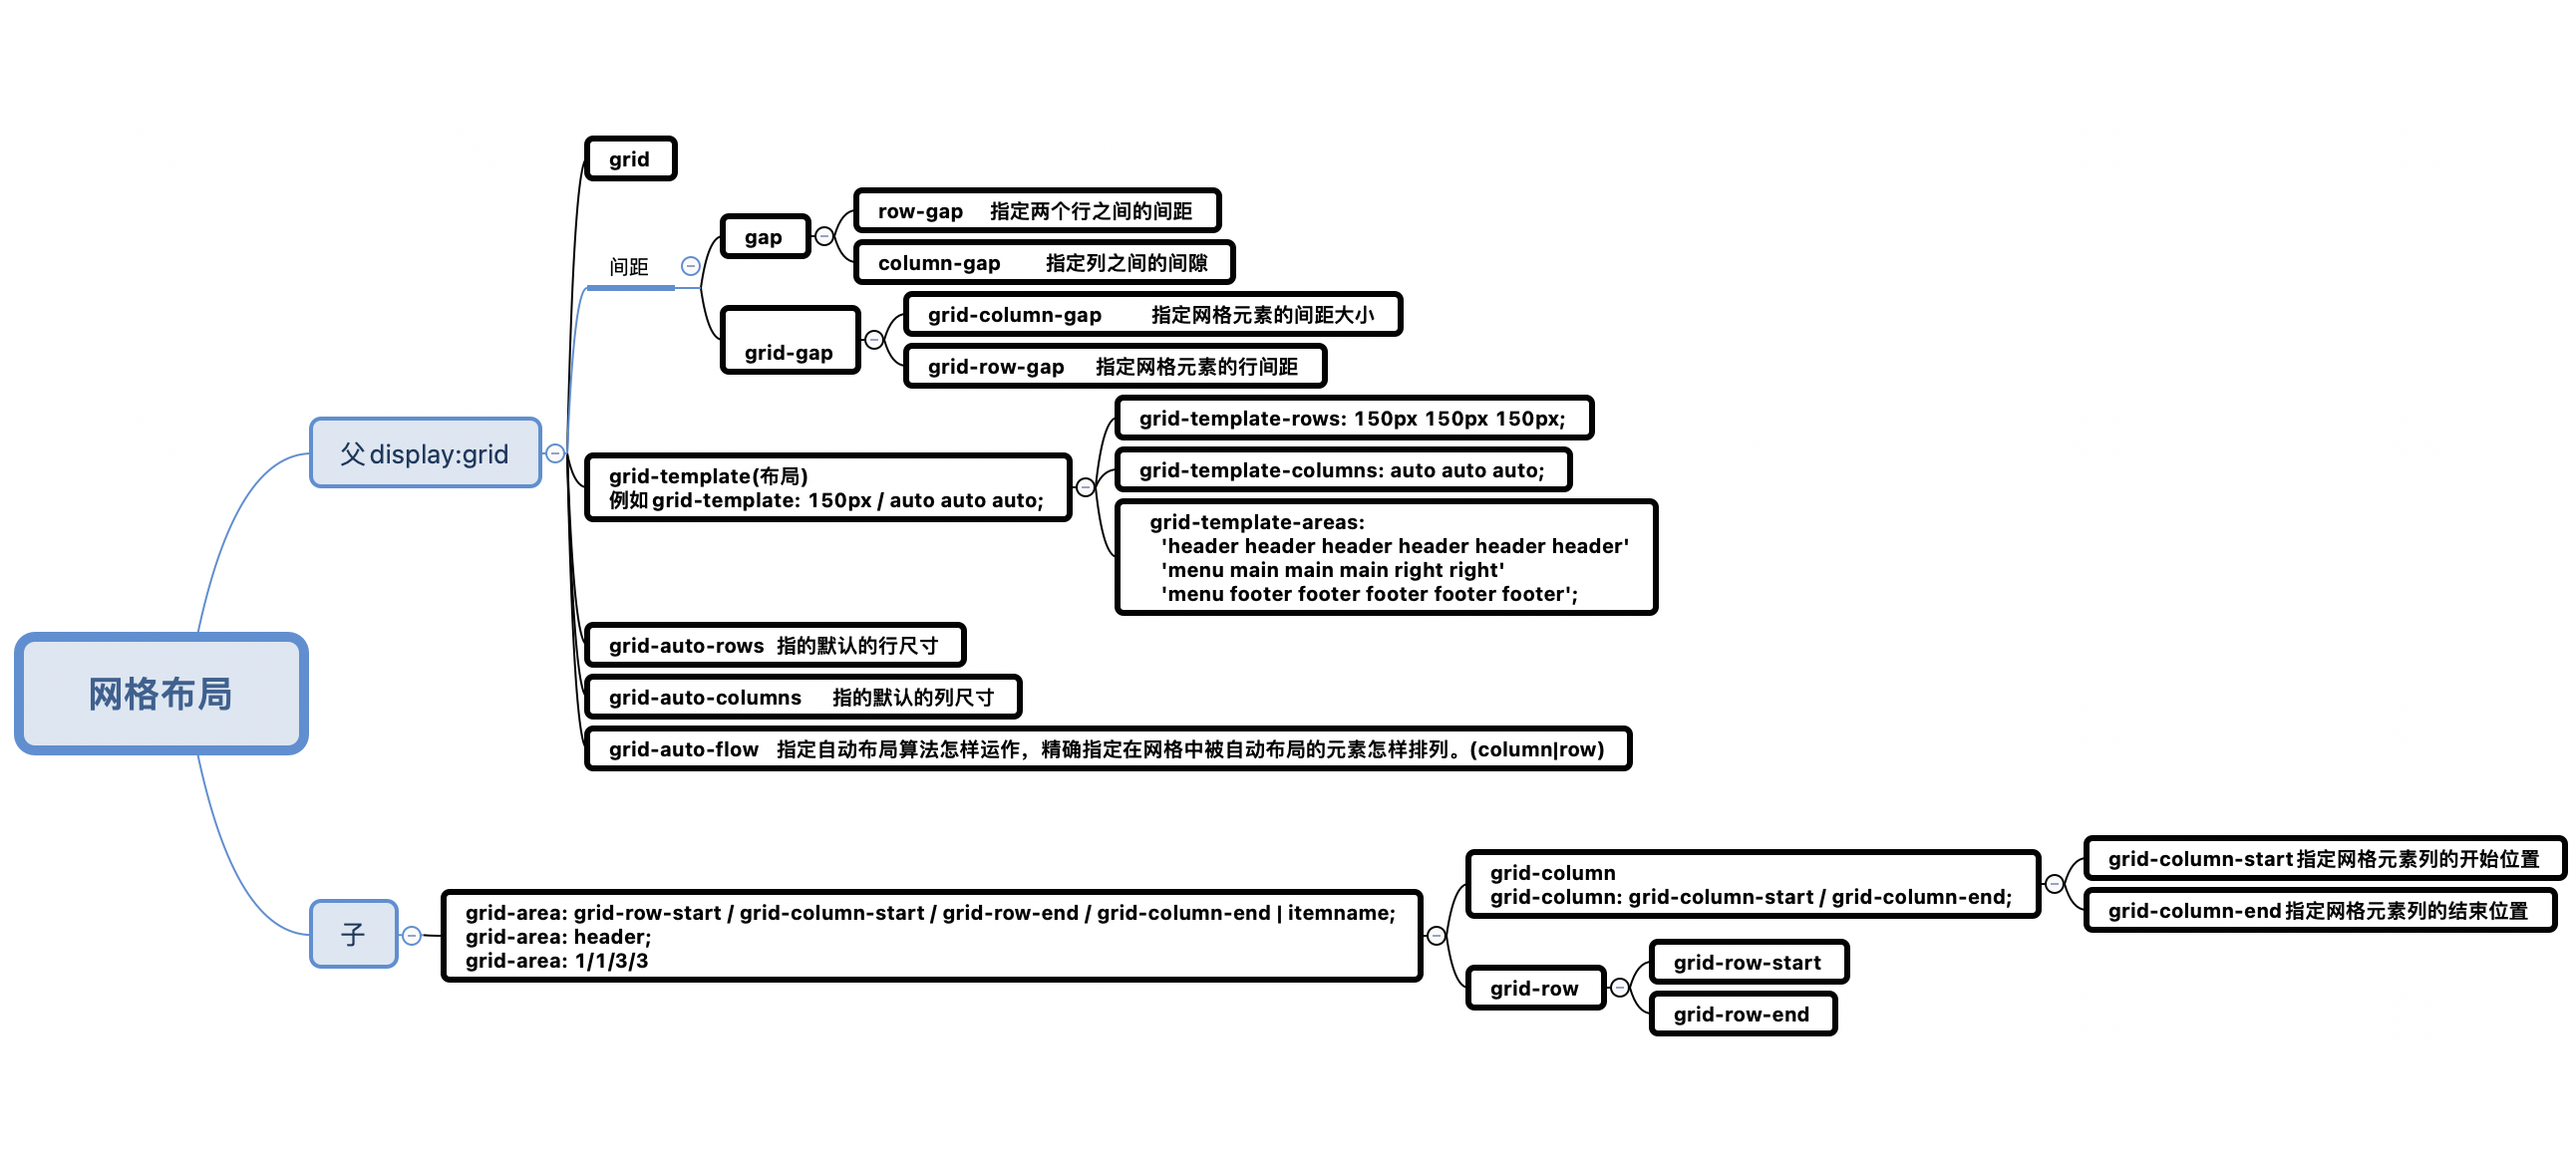 网格布局
父 display:grid
grid
间距
gap
row-gap 指定两个行之间的间距
column-gap 指定列之间的间隙
grid-gap
grid-column-gap 指定网格元素的间距大小
grid-row-gap 指定网格元素的行间距
grid-template(布局)
例如 grid-template: 150px / auto auto auto;
grid-template-rows: 150px 150px 150px;
grid-template-columns: auto auto auto;
grid-template-areas:
'header header header header header header'
'menu main main main right right'
'menu footer footer footer footer footer';
grid-auto-rows 指的默认的行尺寸
grid-auto-columns 指的默认的列尺寸
grid-auto-flow 指定自动布局算法怎样运作，精确指定在网格中被自动布局的元素怎样排列。(column|row)
子
grid-area: grid-row-start / grid-column-start / grid-row-end / grid-column-end | itemname;
grid-area: header;
grid-area: 1/1/3/3
grid-column
grid-column: grid-column-start / grid-column-end;
grid-column-start 指定网格元素列的开始位置
grid-column-end 指定网格元素列的结束位置
grid-row
grid-row-start
grid-row-end